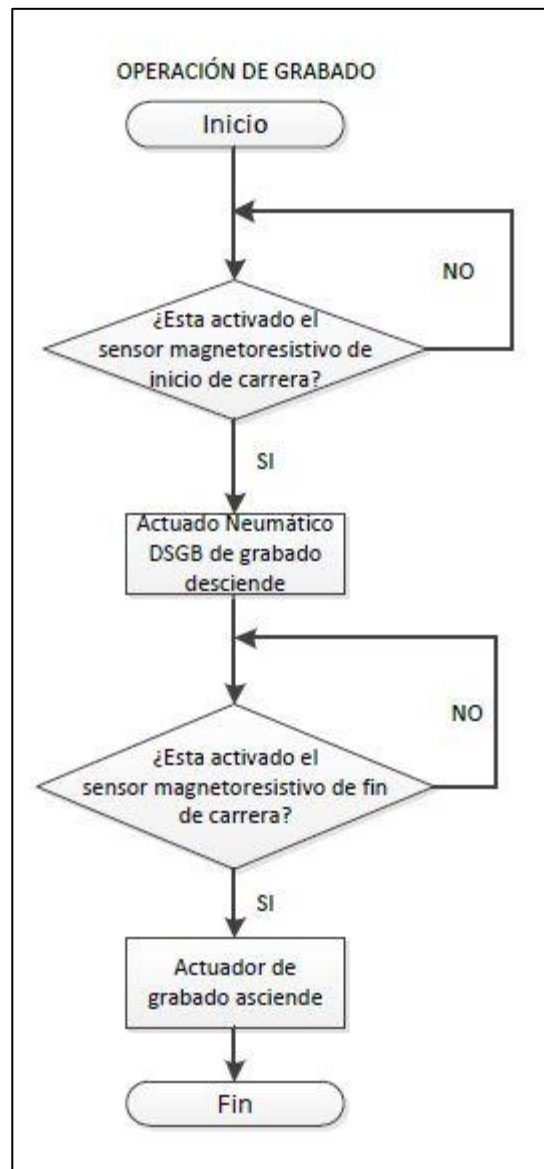 OPERACIÓN DE GRABADO
Inicio
NO
¿Esta activado el
sensor magnetoresistivo de
inicio de carrera?
SI
Actuado Neumático
DSGB de grabado
desciende
NO
¿Esta activado el
sensor magnetoresistivo de fin
de carrera?
SI
Actuador de
grabado asciende
Fin